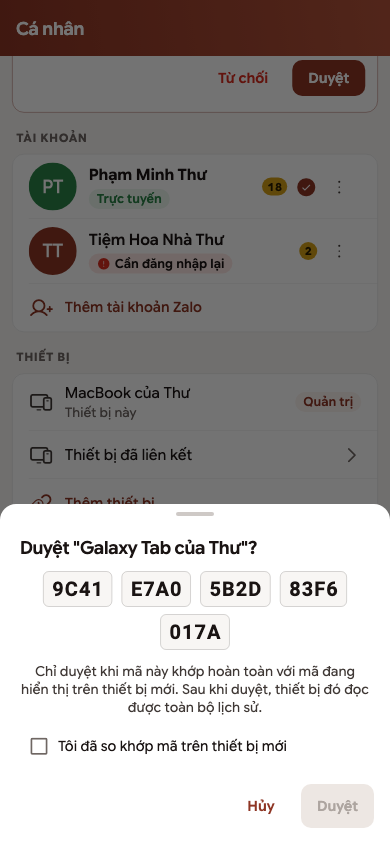 Cá nhân
Từ chối
Duyệt
TÀI KHOẢN
PT
Phạm Minh Thư
18
Trực tuyến
TT
Tiệm Hoa Nhà Thư
2
Cần đăng nhập lại
Thêm tài khoản Zalo
THIẾT BỊ
MacBook của Thư
Thiết bị này
Quản trị
Thiết bị đã liên kết
Thêm thiết bị
Duyệt "Galaxy Tab của Thư"?
9C41 E7A0 5B2D 83F6
017A
Chỉ duyệt khi mã này khớp hoàn toàn với mã đang
hiển thị trên thiết bị mới. Sau khi duyệt, thiết bị đó đọc
được toàn bộ lịch sử.
Tôi đã so khớp mã trên thiết bị mới
Hủy
Duyệt